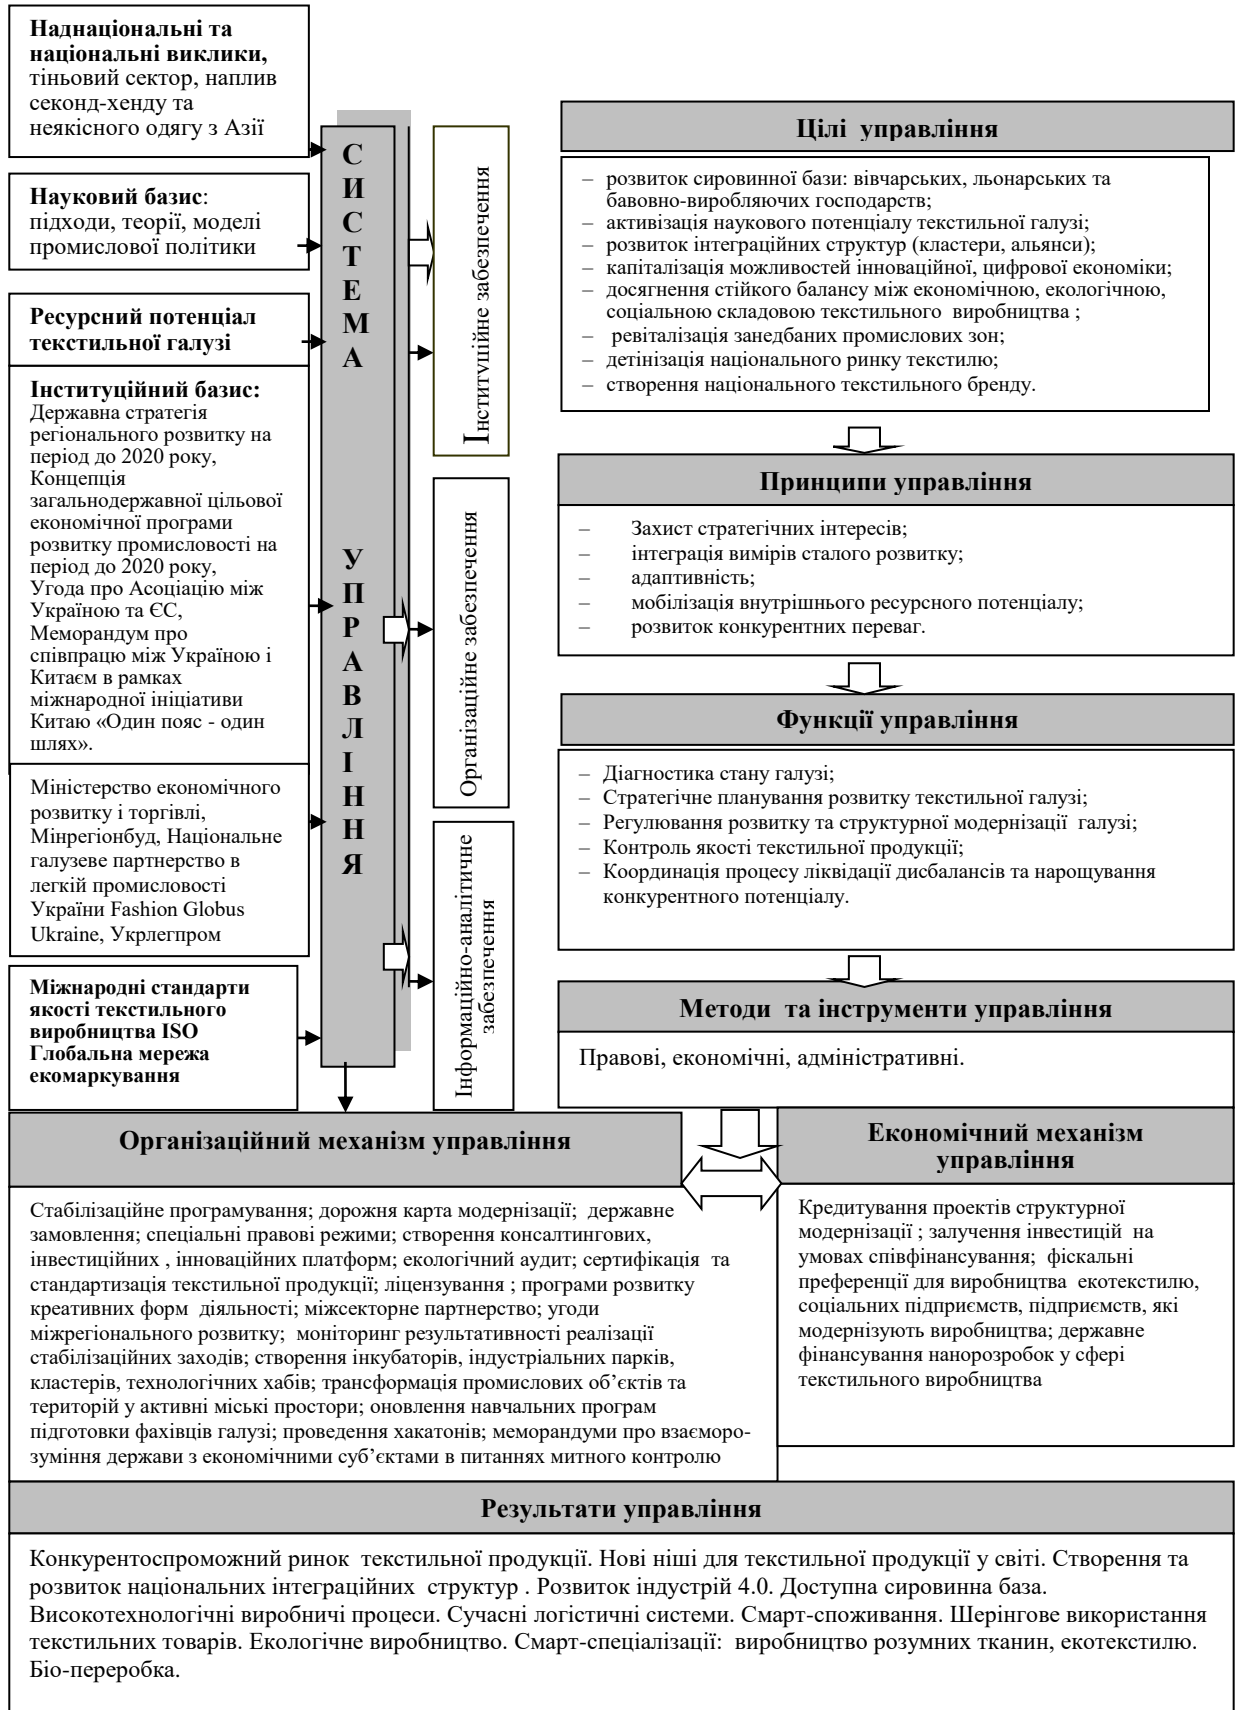 Наднаціональні та
національні виклики,
тіньовий сектор, наплив
секонд-хенду та
неякісного одягу з Азії
Науковий базис:
підходи, теорії, моделі
промислової політики
Ресурсний потенціал
текстильної галузі
Інституційний базис:
Державна стратегія
регіонального розвитку на
період до 2020 року,
Концепція
загальнодержавної цільової
економічної програми
розвитку промисловості на
період до 2020 року,
Угода про Асоціацію між
Україною та ЄС,
Меморандум про
співпрацю між Україною і
Китаєм в рамках
міжнародної ініціативи
Китаю «Один пояс - один
шлях».
Міністерство економічного
розвитку і торгівлі,
Мінрегіонбуд, Національне
галузеве партнерство в
легкій промисловості
України Fashion Globus
Ukraine, Укрлегпром
Міжнародні стандарти
якості текстильного
виробництва ISO
Глобальна мережа
екомаркування
СИСТЕМА УПРАВЛІННЯ
Інституційне забезпечення
Організаційне забезпечення
Інформаційно-аналітичне
забезпечення
Цілі управління
– розвиток сировинної бази: вівчарських, льонарських та
бавовно-виробляючих господарств;
– активізація наукового потенціалу текстильної галузі;
– розвиток інтеграційних структур (кластери, альянси);
– капіталізація можливостей інноваційної, цифрової економіки;
– досягнення стійкого балансу між економічною, екологічною,
соціальною складовою текстильного виробництва ;
– ревіталізація занедбаних промислових зон;
– детінізація національного ринку текстилю;
– створення національного текстильного бренду.
Принципи управління
– Захист стратегічних інтересів;
– інтеграція вимірів сталого розвитку;
– адаптивність;
– мобілізація внутрішнього ресурсного потенціалу;
– розвиток конкурентних переваг.
Функції управління
– Діагностика стану галузі;
– Стратегічне планування розвитку текстильної галузі;
– Регулювання розвитку та структурної модернізації галузі;
– Контроль якості текстильної продукції;
– Координація процесу ліквідації дисбалансів та нарощування
конкурентного потенціалу.
Методи та інструменти управління
Правові, економічні, адміністративні.
Організаційний механізм управління
Стабілізаційне програмування; дорожня карта модернізації; державне
замовлення; спеціальні правові режими; створення консалтингових,
інвестиційних , інноваційних платформ; екологічний аудит; сертифікація та
стандартизація текстильної продукції; ліцензування ; програми розвитку
креативних форм діяльності; міжсекторне партнерство; угоди
міжрегіонального розвитку; моніторинг результативності реалізації
стабілізаційних заходів; створення інкубаторів, індустріальних парків,
кластерів, технологічних хабів; трансформація промислових об’єктів та
територій у активні міські простори; оновлення навчальних програм
підготовки фахівців галузі; проведення хакатонів; меморандуми про взаєморо-
зуміння держави з економічними суб’єктами в питаннях митного контролю
Економічний механізм
управління
Кредитування проектів структурної
модернізації ; залучення інвестицій на
умовах співфінансування; фіскальні
преференції для виробництва екотекстилю,
соціальних підприємств, підприємств, які
модернізують виробництва; державне
фінансування нанорозробок у сфері
текстильного виробництва
Результати управління
Конкурентоспроможний ринок текстильної продукції. Нові ніші для текстильної продукції у світі. Створення та
розвиток національних інтеграційних структур . Розвиток індустрій 4.0. Доступна сировинна база.
Високотехнологічні виробничі процеси. Сучасні логістичні системи. Смарт-споживання. Шерінгове використання
текстильних товарів. Екологічне виробництво. Смарт-спеціалізації: виробництво розумних тканин, екотекстилю.
Біо-переробка.